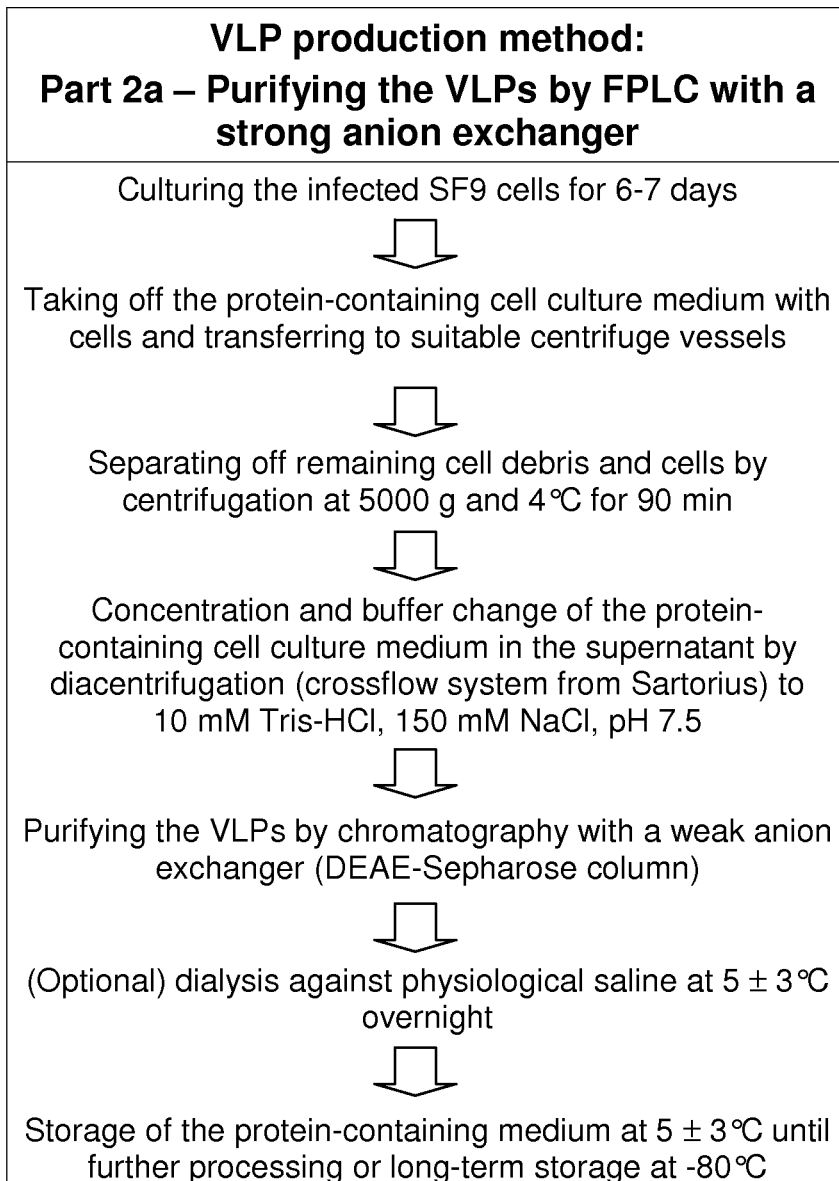 VLP production method:
Part 2a – Purifying the VLPs by FPLC with a
strong anion exchanger
Culturing the infected SF9 cells for 6-7 days
Taking off the protein-containing cell culture medium with
cells and transferring to suitable centrifuge vessels
Separating off remaining cell debris and cells by
centrifugation at 5000 g and 4°C for 90 min
Concentration and buffer change of the protein-
containing cell culture medium in the supernatant by
diacentrifugation (crossflow system from Sartorius) to
10 mM Tris-HCl, 150 mM NaCl, pH 7.5
Purifying the VLPs by chromatography with a weak anion
exchanger (DEAE-Sepharose column)
(Optional) dialysis against physiological saline at 5 ± 3°C
overnight
Storage of the protein-containing medium at 5 ± 3°C until
further processing or long-term storage at -80°C